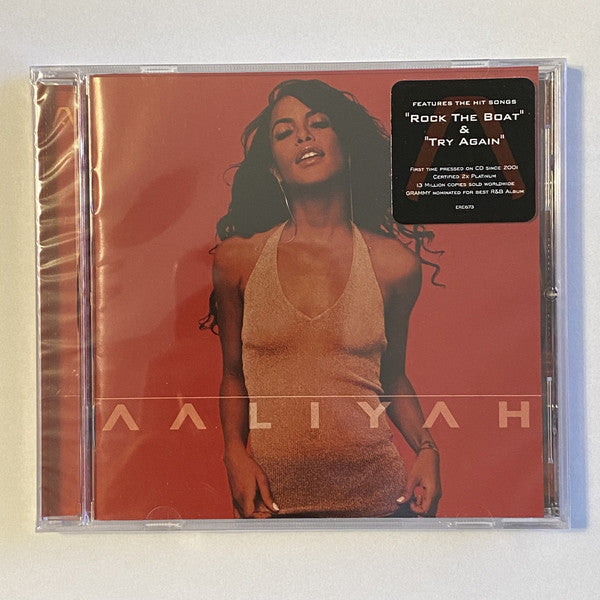 FEATURES THE HIT SONGS
"ROCK THE BOAT"
&
"TRY AGAIN"
FIRST TIME PRESSED ON CD SINCE 2001
CERTIFIED 2X PLATINUM
13 MILLION COPIES SOLD WORLDWIDE
GRAMMY NOMINATED FOR BEST R&B ALBUM
ERE673
AALIYAH